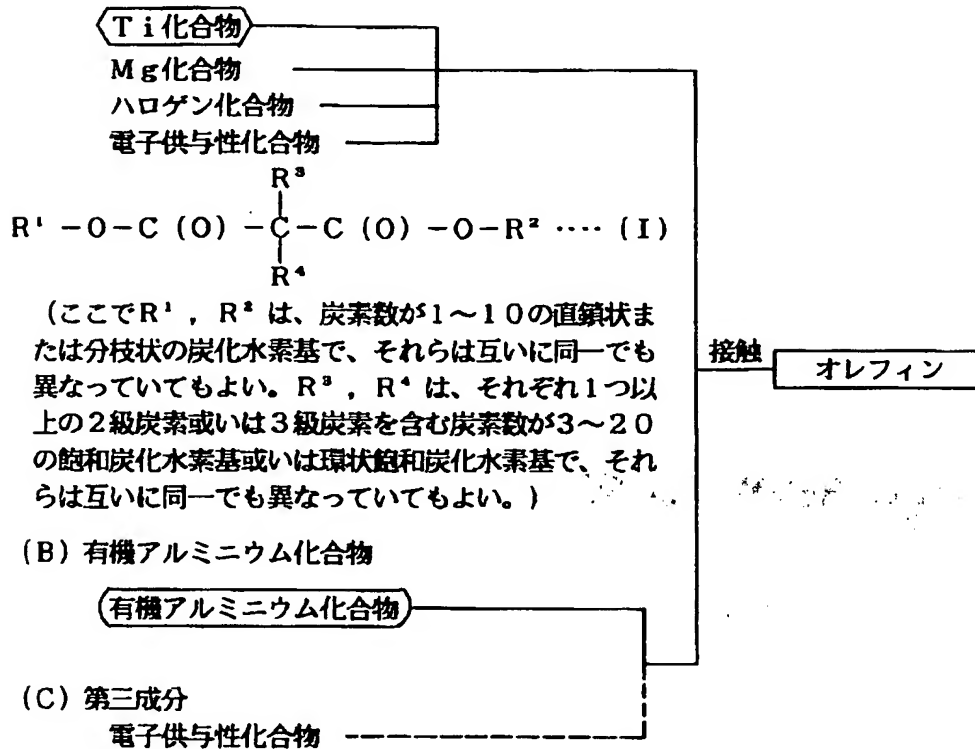 Ti化合物
Mg化合物
ハロゲン化合物
電子供与性化合物
R³
R¹-O-C(O)-C-C(O)-O-R² ····(I)
R⁴
(ここでR¹, R²は、炭素数が1～10の直鎖状ま
たは分枝状の炭化水素基で、それらは互いに同一でも
異なっていてもよい。R³, R⁴は、それぞれ1つ以
上の2級炭素或いは3級炭素を含む炭素数が3～20
の飽和炭化水素基或いは環状飽和炭化水素基で、それ
らは互いに同一でも異なっていてもよい。)
接触
オレフィン
(B)有機アルミニウム化合物
有機アルミニウム化合物
(C)第三成分
電子供与性化合物